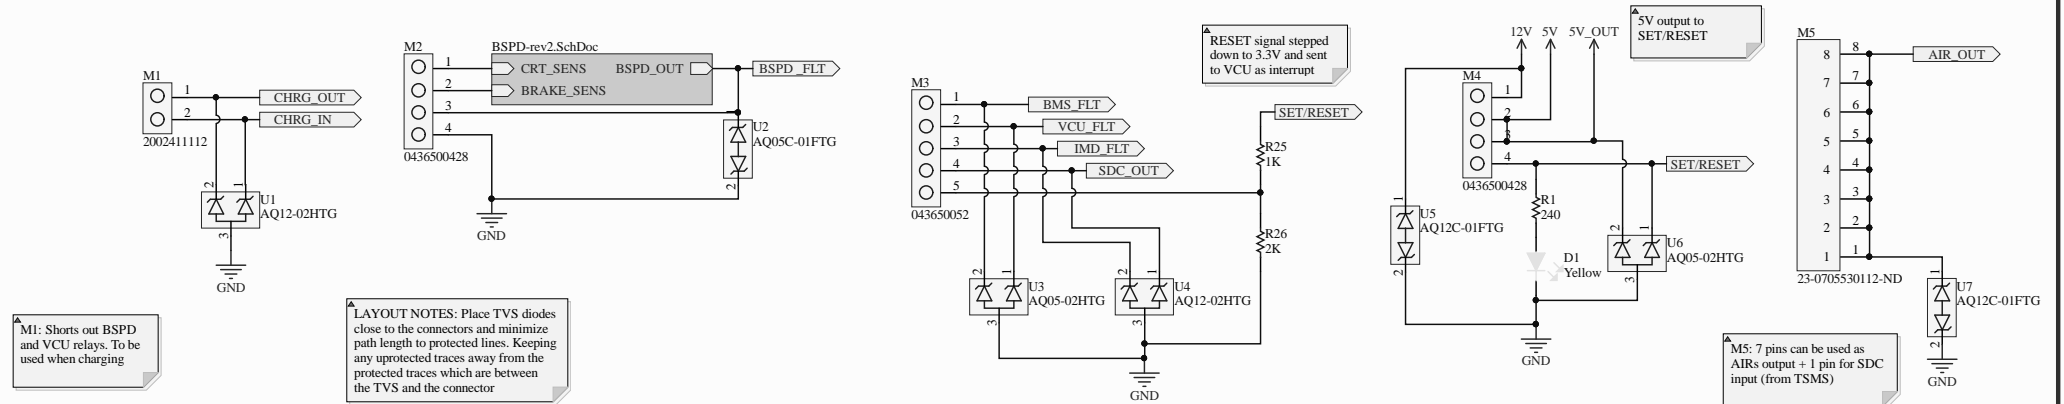 M1
1
2
CHRG_OUT
CHRG_IN
2002411112
2
1
U1
AQ12-02HTG
3
GND
M1: Shorts out BSPD
and VCU relays. To be
used when charging
M2
1
2
3
4
0436500428
BSPD-rev2.SchDoc
CRT_SENS
BRAKE_SENS
BSPD_OUT
BSPD _FLT
U2
AQ05C-01FTG
2
GND
LAYOUT NOTES: Place TVS diodes
close to the connectors and minimize
path length to protected lines. Keeping
any uprotected traces away from the
protected traces which are between
the TVS and the connector
M3
1
2
3
4
5
043650052
BMS_FLT
VCU_FLT
IMD_FLT
SDC_OUT
2
1
U3
AQ05-02HTG
3
2
1
U4
AQ12-02HTG
3
GND
RESET signal stepped
down to 3.3V and sent
to VCU as interrupt
SET/RESET
R25
1K
R26
2K
12V
5V
5V_OUT
M4
1
2
3
4
0436500428
SET/RESET
1
U5
AQ12C-01FTG
2
R1
240
D1
Yellow
2
1
U6
AQ05-02HTG
3
GND
5V output to
SET/RESET
M5
8
8
7
7
6
6
5
5
4
4
3
3
2
2
1
1
23-0705530112-ND
AIR_OUT
1
U7
AQ12C-01FTG
2
GND
M5: 7 pins can be used as
AIRs output + 1 pin for SDC
input (from TSMS)